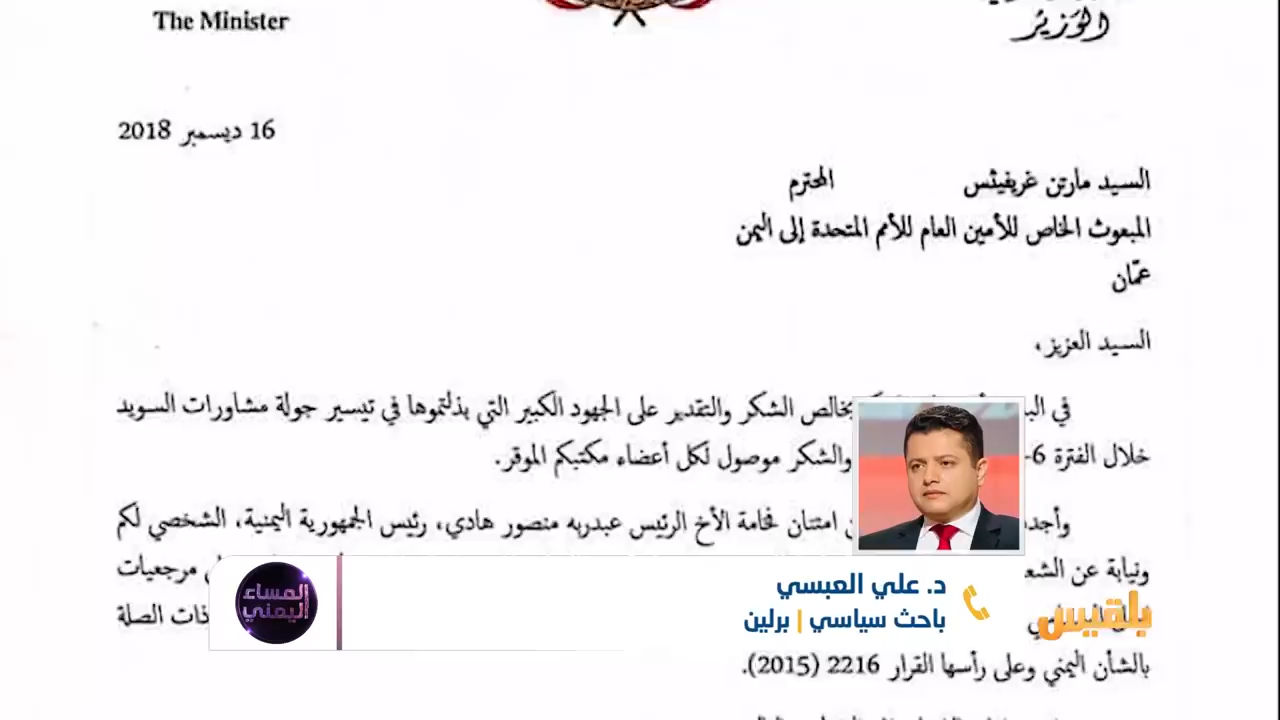 The Minister
الوزير
16 ديسمبر 2018
السيد مارتن غريفيثس المحترم
المبعوث الخاص للأمين العام للأمم المتحدة إلى اليمن
عمّان
السيد العزيز،
في بخالص الشكر والتقدير على الجهود الكبير التي بذلتموها في تيسير جولة مشاورات السويد
خلال الفترة 6- والشكر موصول لكل أعضاء مكتبكم الموقر.
امتنان فخامة الأخ الرئيس عبدربه منصور هادي، رئيس الجمهورية اليمنية، الشخصي لكم
ونيابة عن مرجعيات
ذات الصلة
بالشأن اليمني وعلى رأسها القرار 2216 (2015).
د. علي العبسي
باحث سياسي | برلين
بلقيس
المساء
اليمني